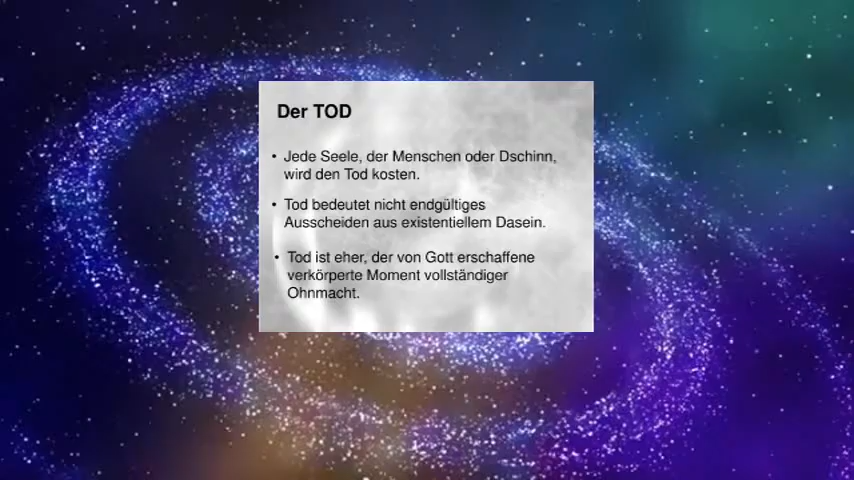 Der TOD
• Jede Seele, der Menschen oder Dschinn,
wird den Tod kosten.
• Tod bedeutet nicht endgültiges
Ausscheiden aus existentiellem Dasein.
• Tod ist eher, der von Gott erschaffene
verkörperte Moment vollständiger
Ohnmacht.